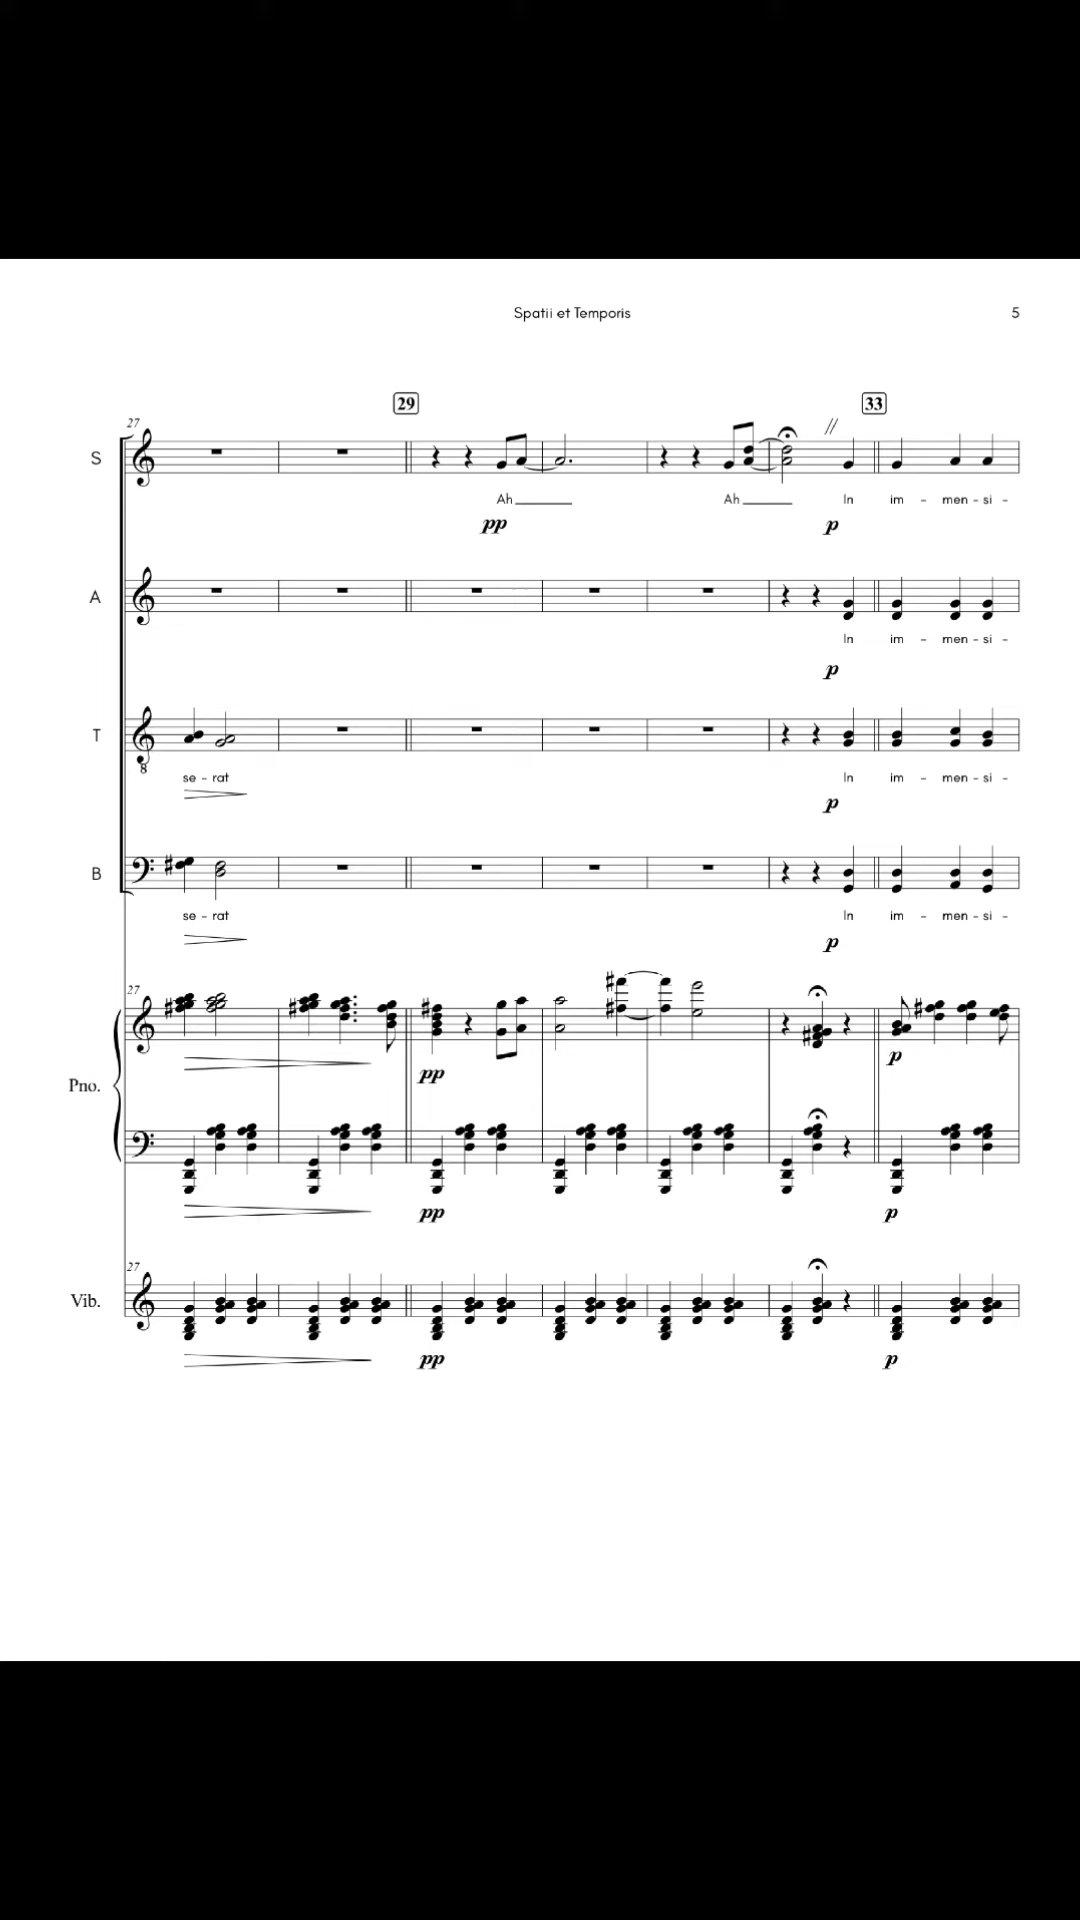 Spatii et Temporis 5
29 33
27
S
Ah Ah In im - men - si -
pp p
A
In im - men - si -
p
T
se - rat In im - men - si -
p
B
se - rat In im - men - si -
p
27
pp p
Pno.
pp p
27
Vib.
pp p